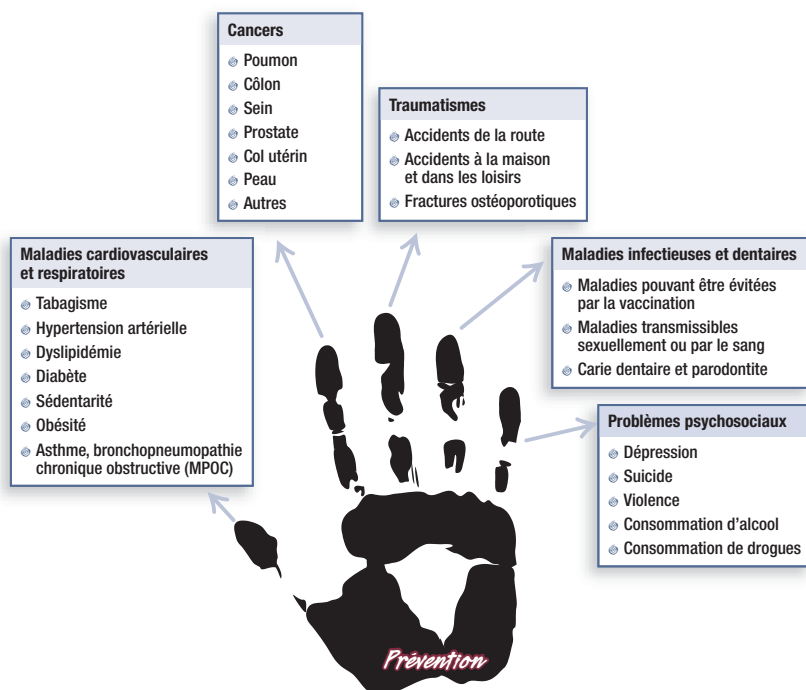 Cancers
Poumon
Côlon
Sein
Prostate
Col utérin
Peau
Autres
Traumatismes
Accidents de la route
Accidents à la maison
et dans les loisirs
Fractures ostéoporotiques
Maladies cardiovasculaires
et respiratoires
Tabagisme
Hypertension artérielle
Dyslipidémie
Diabète
Sédentarité
Obésité
Asthme, bronchopneumopathie
chronique obstructive (MPOC)
Maladies infectieuses et dentaires
Maladies pouvant être évitées
par la vaccination
Maladies transmissibles
sexuellement ou par le sang
Carie dentaire et parodontite
Problèmes psychosociaux
Dépression
Suicide
Violence
Consommation d'alcool
Consommation de drogues
Prévention